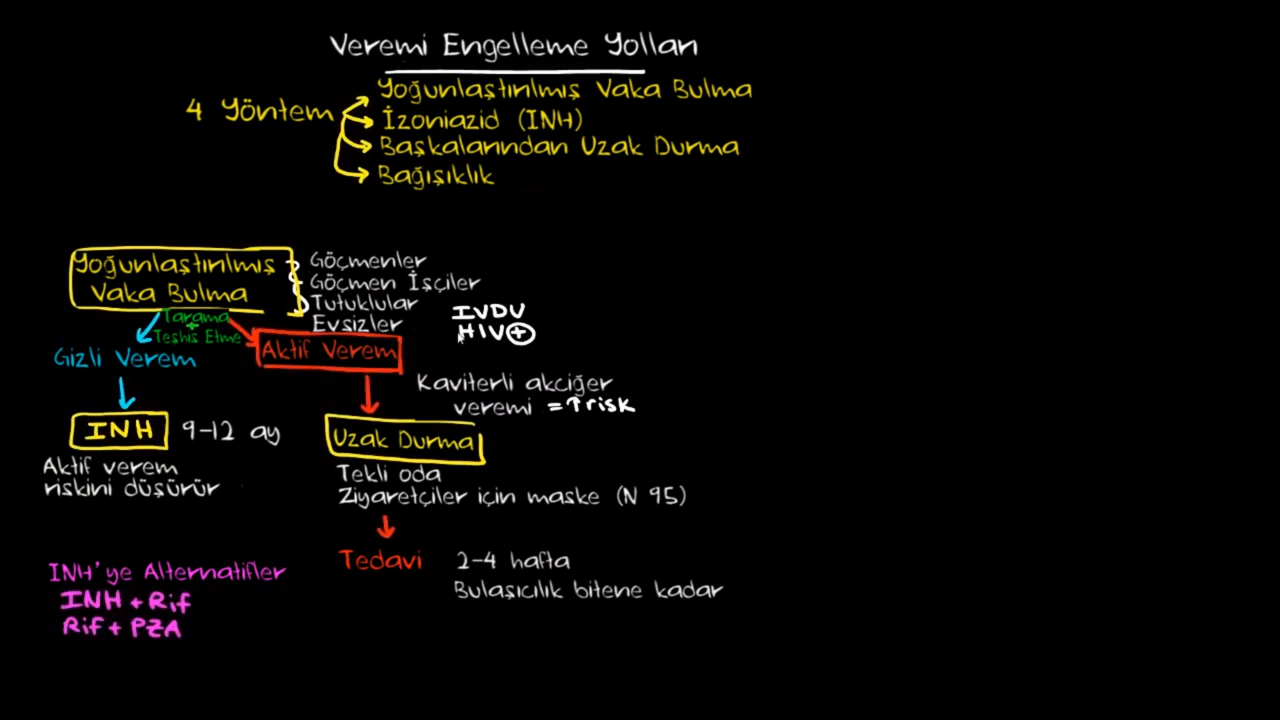 Veremi Engelleme Yolları
4 Yöntem
Yoğunlaştırılmış Vaka Bulma
İzoniazid (INH)
Başkalarından Uzak Durma
Bağışıklık
Yoğunlaştırılmış
Vaka Bulma
Göçmenler
Göçmen İşçiler
Tutuklular
Evsizler
IVDU
HIV+
Tarama
+
Teshis Etme
Gizli Verem
Aktif Verem
Kaviterli akciğer
veremi = ↑risk
INH 9-12 ay
Aktif verem
riskini düşürür
Uzak Durma
Tekli oda
Ziyaretçiler için maske (N 95)
Tedavi 2-4 hafta
Bulaşıcılık bitene kadar
INH'ye Alternatifler
INH + Rif
Rif + PZA